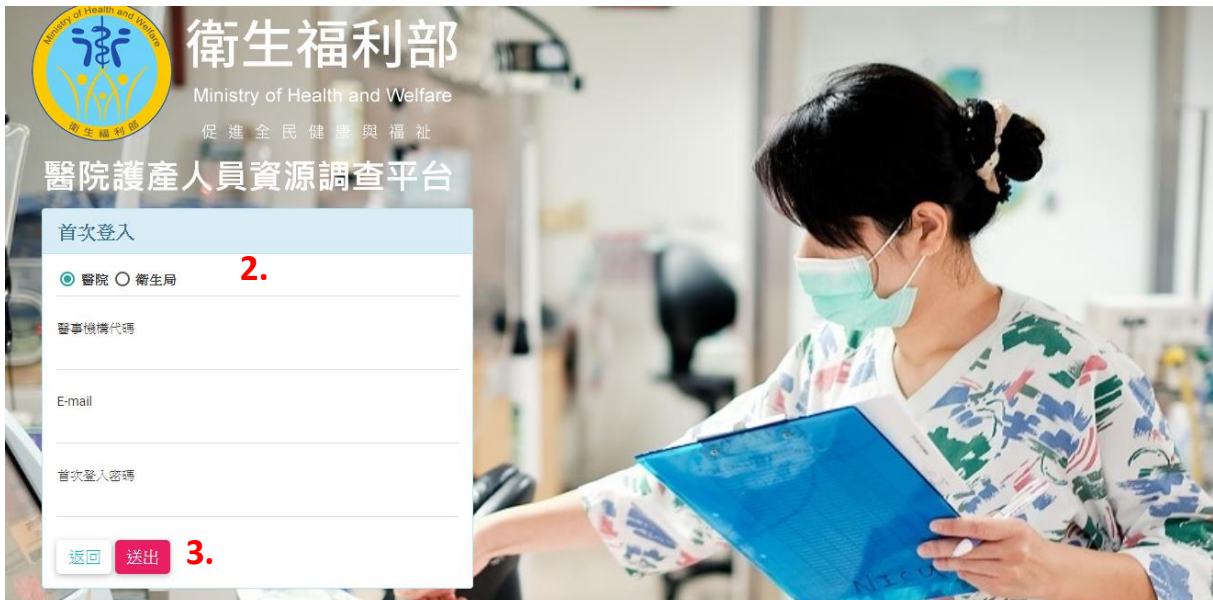 Ministry of Health and Welfare
衛生福利部
衛生福利部
Ministry of Health and Welfare
促進全民健康與福祉
醫院護產人員資源調查平台
首次登入
醫院 衛生局
2.
醫事機構代碼
E-mail
首次登入密碼
返回 送出 3.
NICU